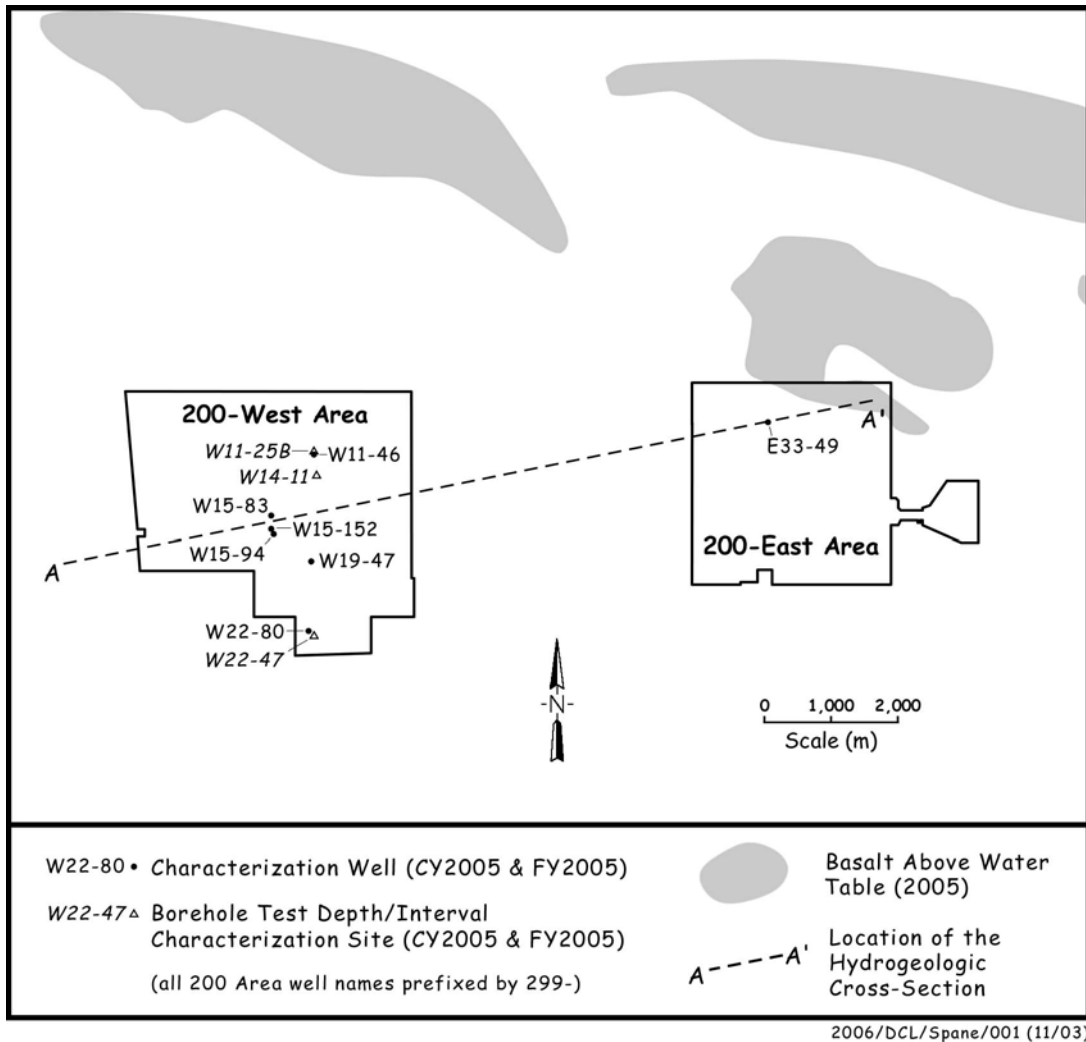 200-West Area
W11-25B
W11-46
W14-11
W15-83
W15-152
W15-94
W19-47
A
W22-80
W22-47
A'
E33-49
200-East Area
-N-
0 1,000 2,000
Scale (m)
W22-80 • Characterization Well (CY2005 & FY2005)
W22-47 ▵ Borehole Test Depth/Interval
Characterization Site (CY2005 & FY2005)
(all 200 Area well names prefixed by 299-)
Basalt Above Water
Table (2005)
A A' Location of the
Hydrogeologic
Cross-Section
2006/DCL/Spane/001 (11/03)